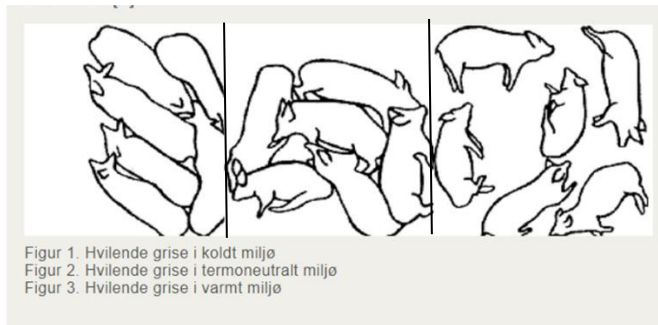 Figur 1. Hvilende grise i koldt miljø
Figur 2. Hvilende grise i termoneutralt miljø
Figur 3. Hvilende grise i varmt miljø